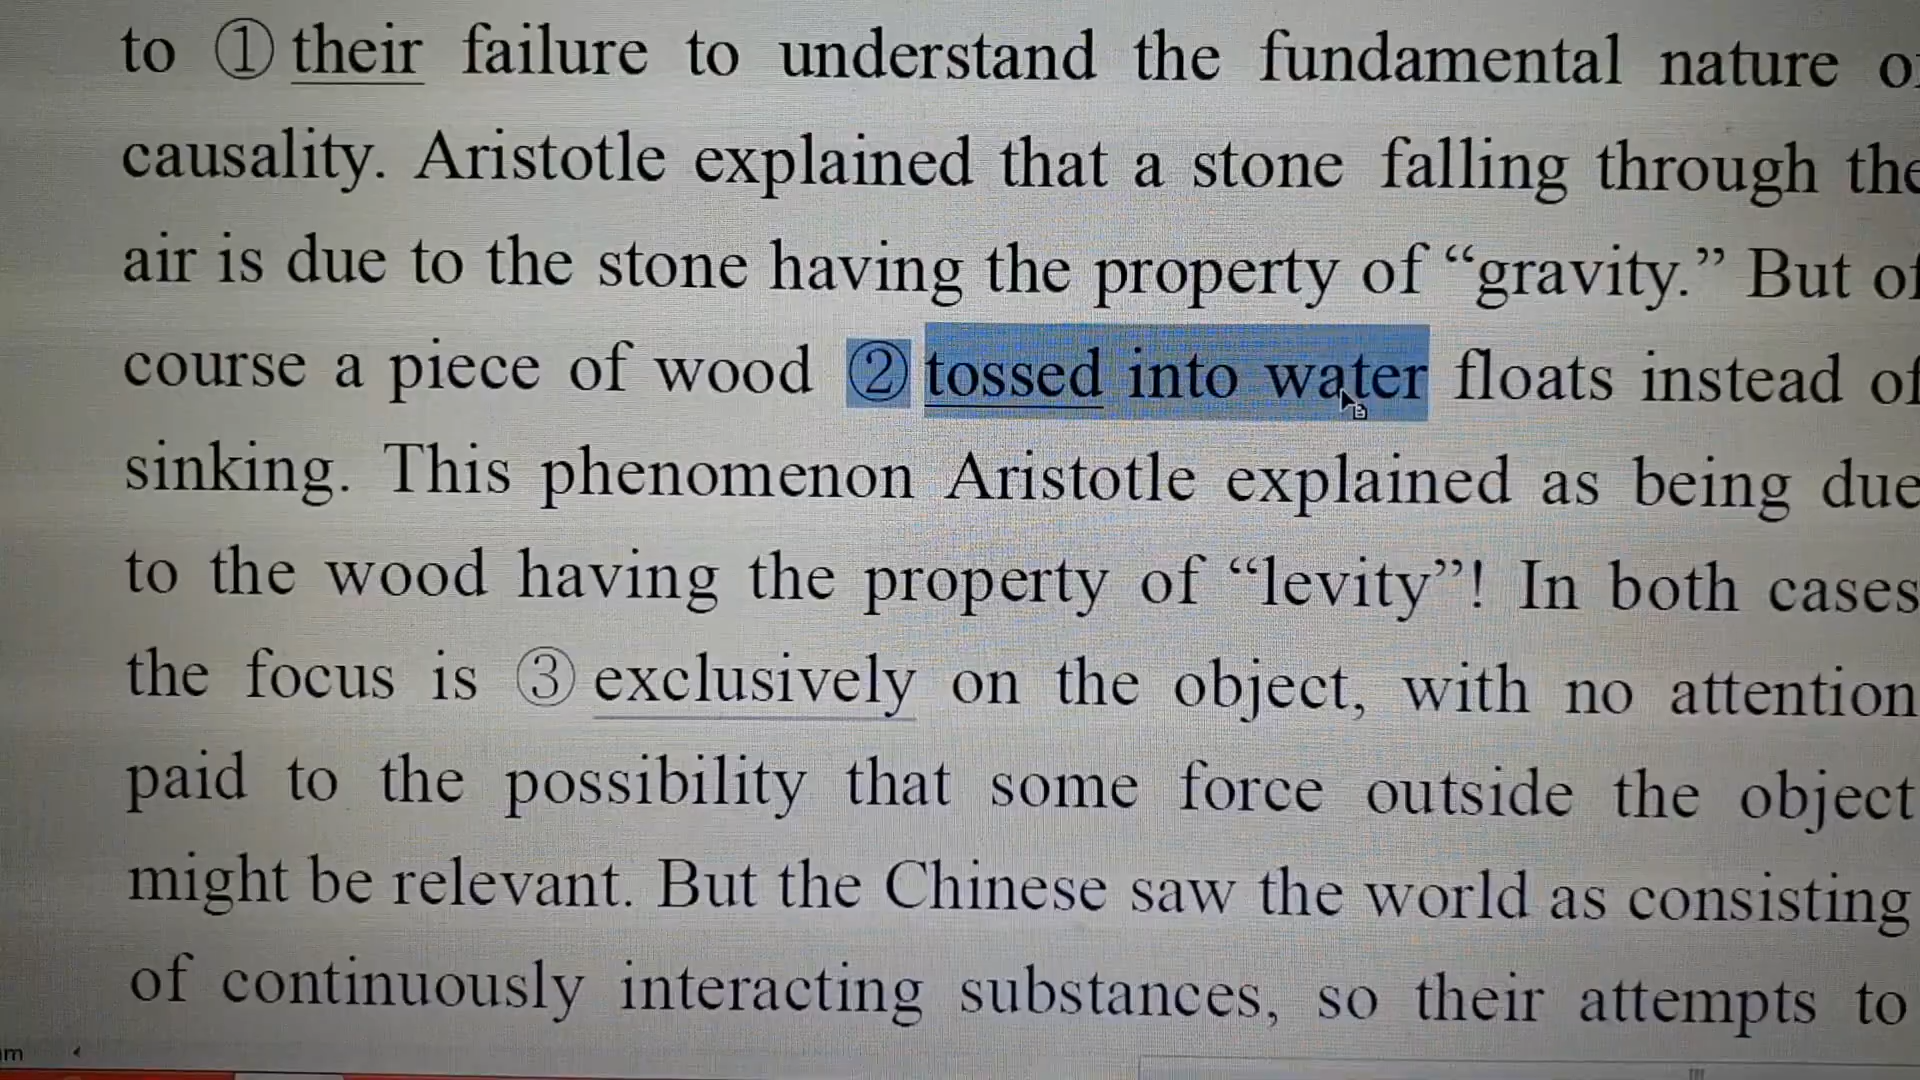 to ① their failure to understand the fundamental nature of
causality. Aristotle explained that a stone falling through the
air is due to the stone having the property of “gravity.” But of
course a piece of wood ② tossed into water floats instead of
sinking. This phenomenon Aristotle explained as being due
to the wood having the property of “levity”! In both cases
the focus is ③ exclusively on the object, with no attention
paid to the possibility that some force outside the object
might be relevant. But the Chinese saw the world as consisting
of continuously interacting substances, so their attempts to